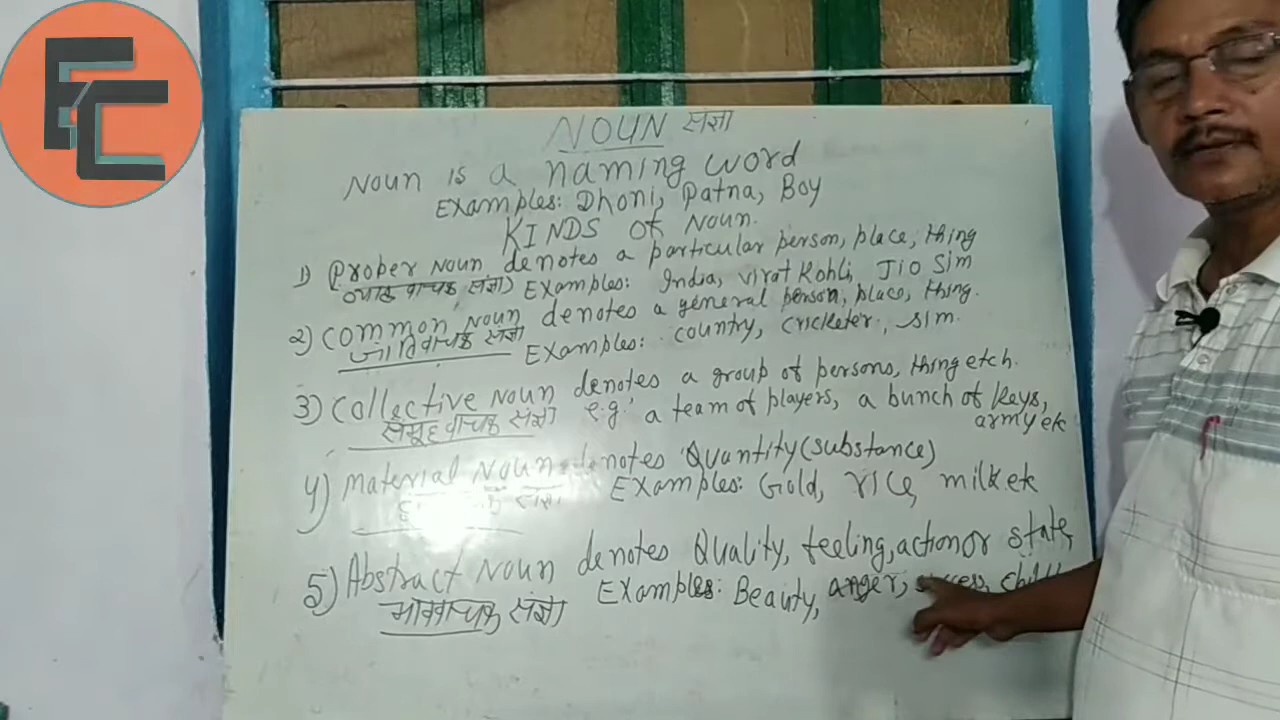 FC
NOUN संज्ञा
Noun is a naming word
Examples: Dhoni, Patna, Boy
KINDS of Noun.
1) Proper Noun denotes a particular person, place, thing
व्यक्ति वाचक संज्ञा Examples: India, Virat Kohli, Jio Sim
2) Common Noun denotes a general person, place, thing.
जातिवाचक संज्ञा Examples: country, cricketer, sim.
3) Collective Noun denotes a group of persons, thing etch.
समूह वाचक संज्ञा e.g: a team of players, a bunch of keys,
army etc
4) Material Noun denotes Quantity (substance)
संज्ञा Examples: Gold, rice, milk etc
5) Abstract Noun denotes Quality, feeling, action or state,
भाववाचक संज्ञा Examples: Beauty, anger,